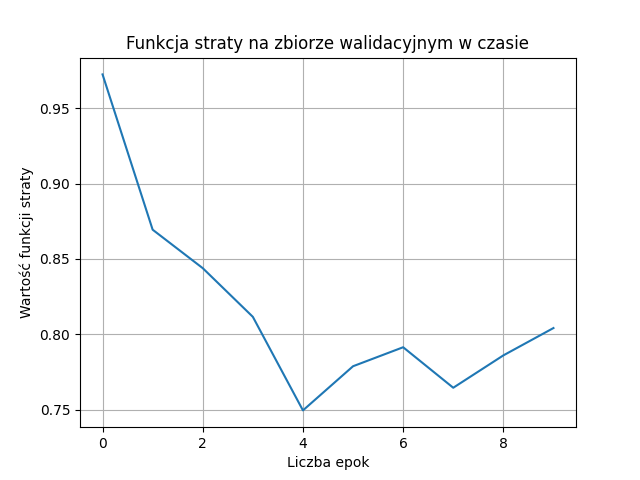 Funkcja straty na zbiorze walidacyjnym w czasie
Wartość funkcji straty
0.95
0.90
0.85
0.80
0.75
0 2 4 6 8
Liczba epok